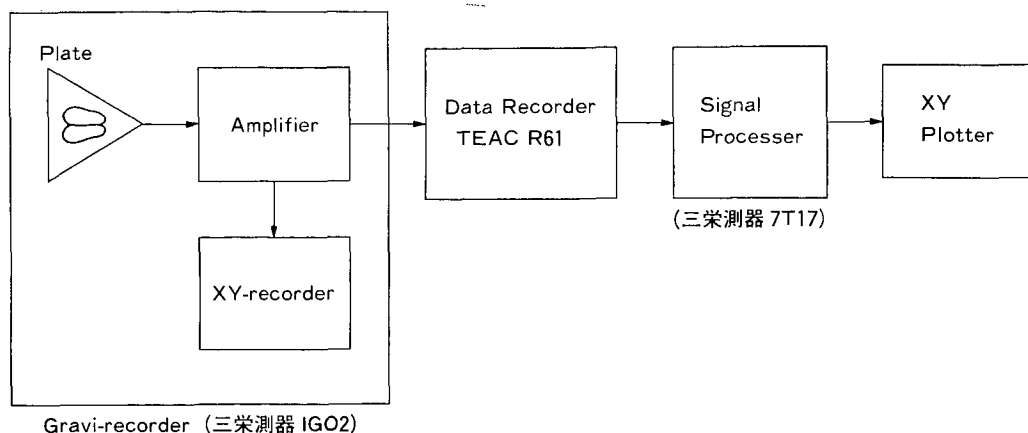 Plate
Amplifier
XY-recorder
Gravi-recorder (三栄測器 IGO2)
Data Recorder
TEAC R61
Signal
Processer
(三栄測器 7T17)
XY
Plotter